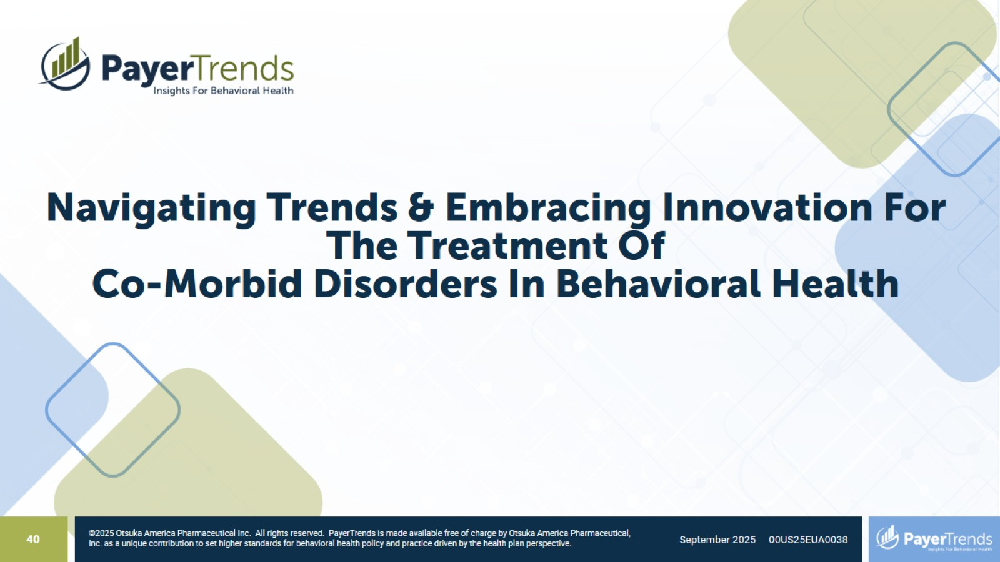 PayerTrends
Insights For Behavioral Health
Navigating Trends & Embracing Innovation For
The Treatment Of
Co-Morbid Disorders In Behavioral Health
40
©2025 Otsuka America Pharmaceutical Inc.  All rights reserved.  PayerTrends is made available free of charge by Otsuka America Pharmaceutical,
Inc. as a unique contribution to set higher standards for behavioral health policy and practice driven by the health plan perspective.
September 2025
00US25EUA0038
PayerTrends
Insights For Behavioral Health